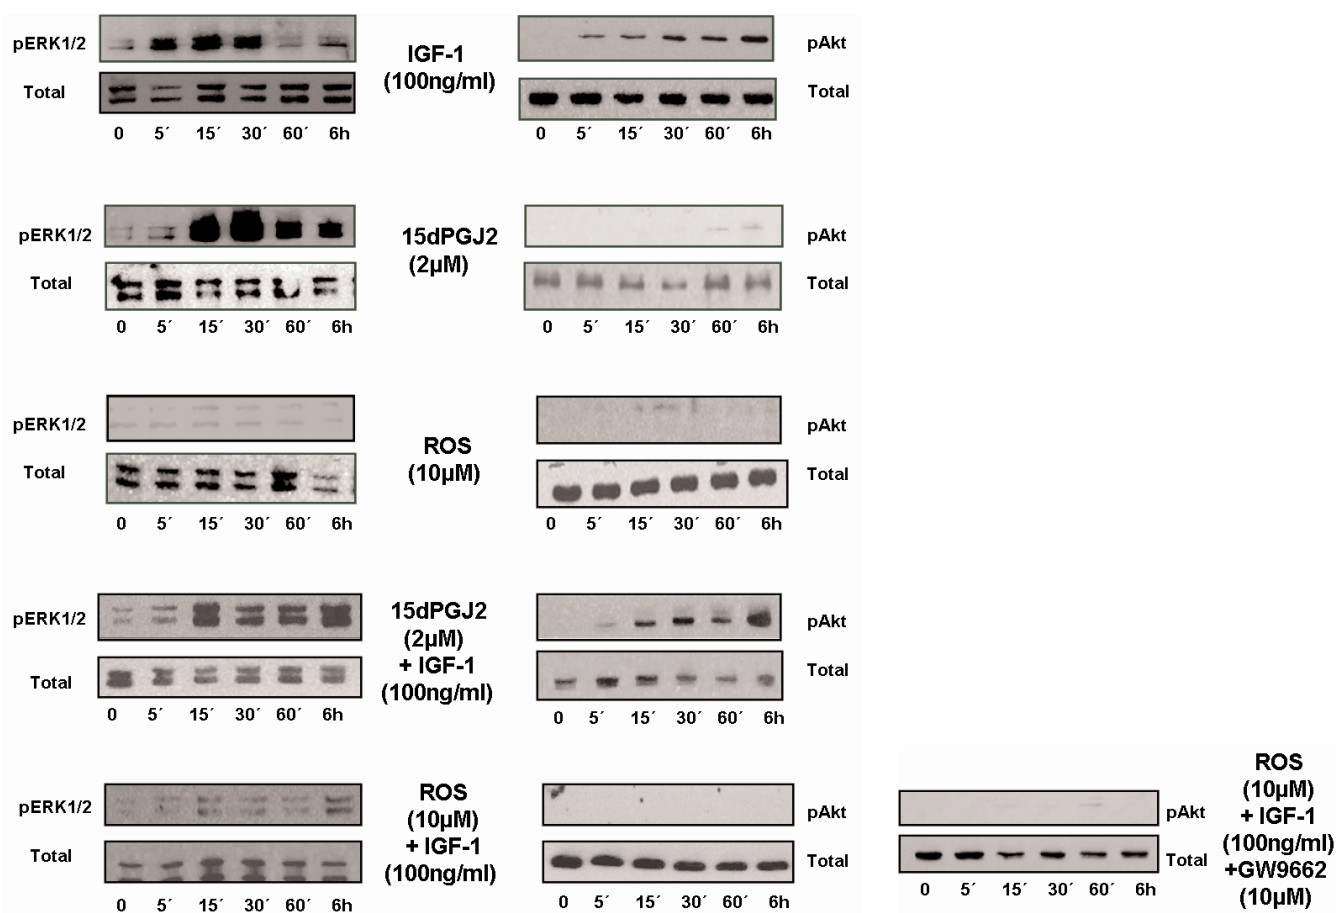 pERK1/2
IGF-1
(100ng/ml)
pAkt
Total
Total
0 5´ 15´ 30´ 60´ 6h
0 5´ 15´ 30´ 60´ 6h
pERK1/2
15dPGJ2
(2µM)
pAkt
Total
Total
0 5´ 15´ 30´ 60´ 6h
0 5´ 15´ 30´ 60´ 6h
pERK1/2
ROS
(10µM)
pAkt
Total
Total
0 5´ 15´ 30´ 60´ 6h
0 5´ 15´ 30´ 60´ 6h
pERK1/2
15dPGJ2
(2µM)
+ IGF-1
(100ng/ml)
pAkt
Total
Total
0 5´ 15´ 30´ 60´ 6h
0 5´ 15´ 30´ 60´ 6h
pERK1/2
ROS
(10µM)
+ IGF-1
(100ng/ml)
pAkt
Total
Total
0 5´ 15´ 30´ 60´ 6h
0 5´ 15´ 30´ 60´ 6h
pAkt
Total
0 5´ 15´ 30´ 60´ 6h
ROS
(10µM)
+ IGF-1
(100ng/ml)
+GW9662
(10µM)